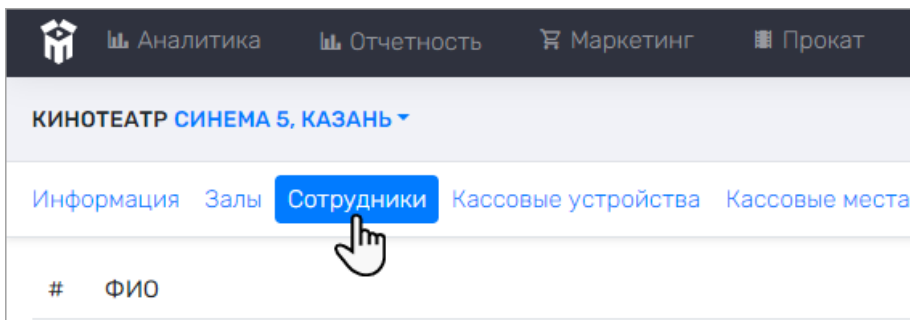 Аналитика Отчетность Маркетинг Прокат
КИНОТЕАТР СИНЕМА 5, КАЗАНЬ
Информация Залы Сотрудники Кассовые устройства Кассовые места
# ФИО